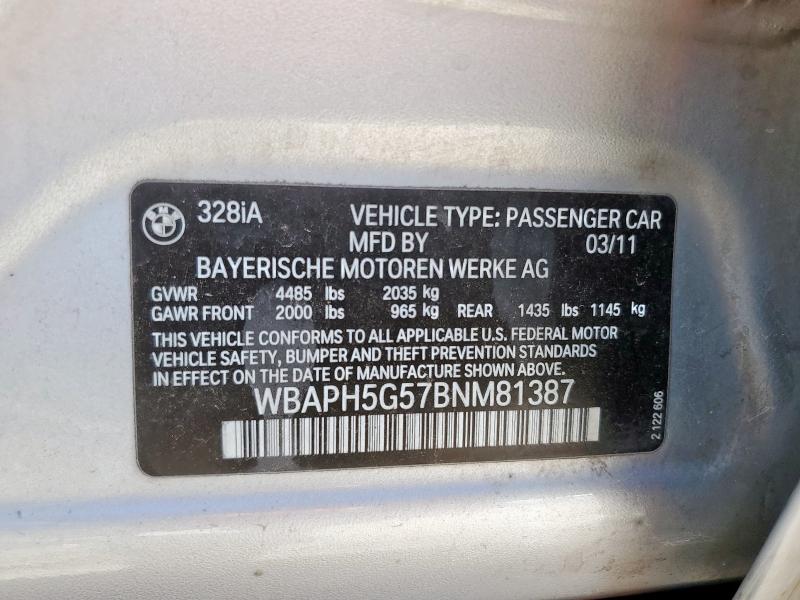 328iA VEHICLE TYPE: PASSENGER CAR
MFD BY 03/11
BAYERISCHE MOTOREN WERKE AG
GVWR 4485 lbs 2035 kg
GAWR FRONT 2000 lbs 965 kg REAR 1435 lbs 1145 kg
THIS VEHICLE CONFORMS TO ALL APPLICABLE U.S. FEDERAL MOTOR
VEHICLE SAFETY, BUMPER AND THEFT PREVENTION STANDARDS
IN EFFECT ON THE DATE OF MANUFACTURE SHOWN ABOVE.
WBAPH5G57BNM81387
2 122 606